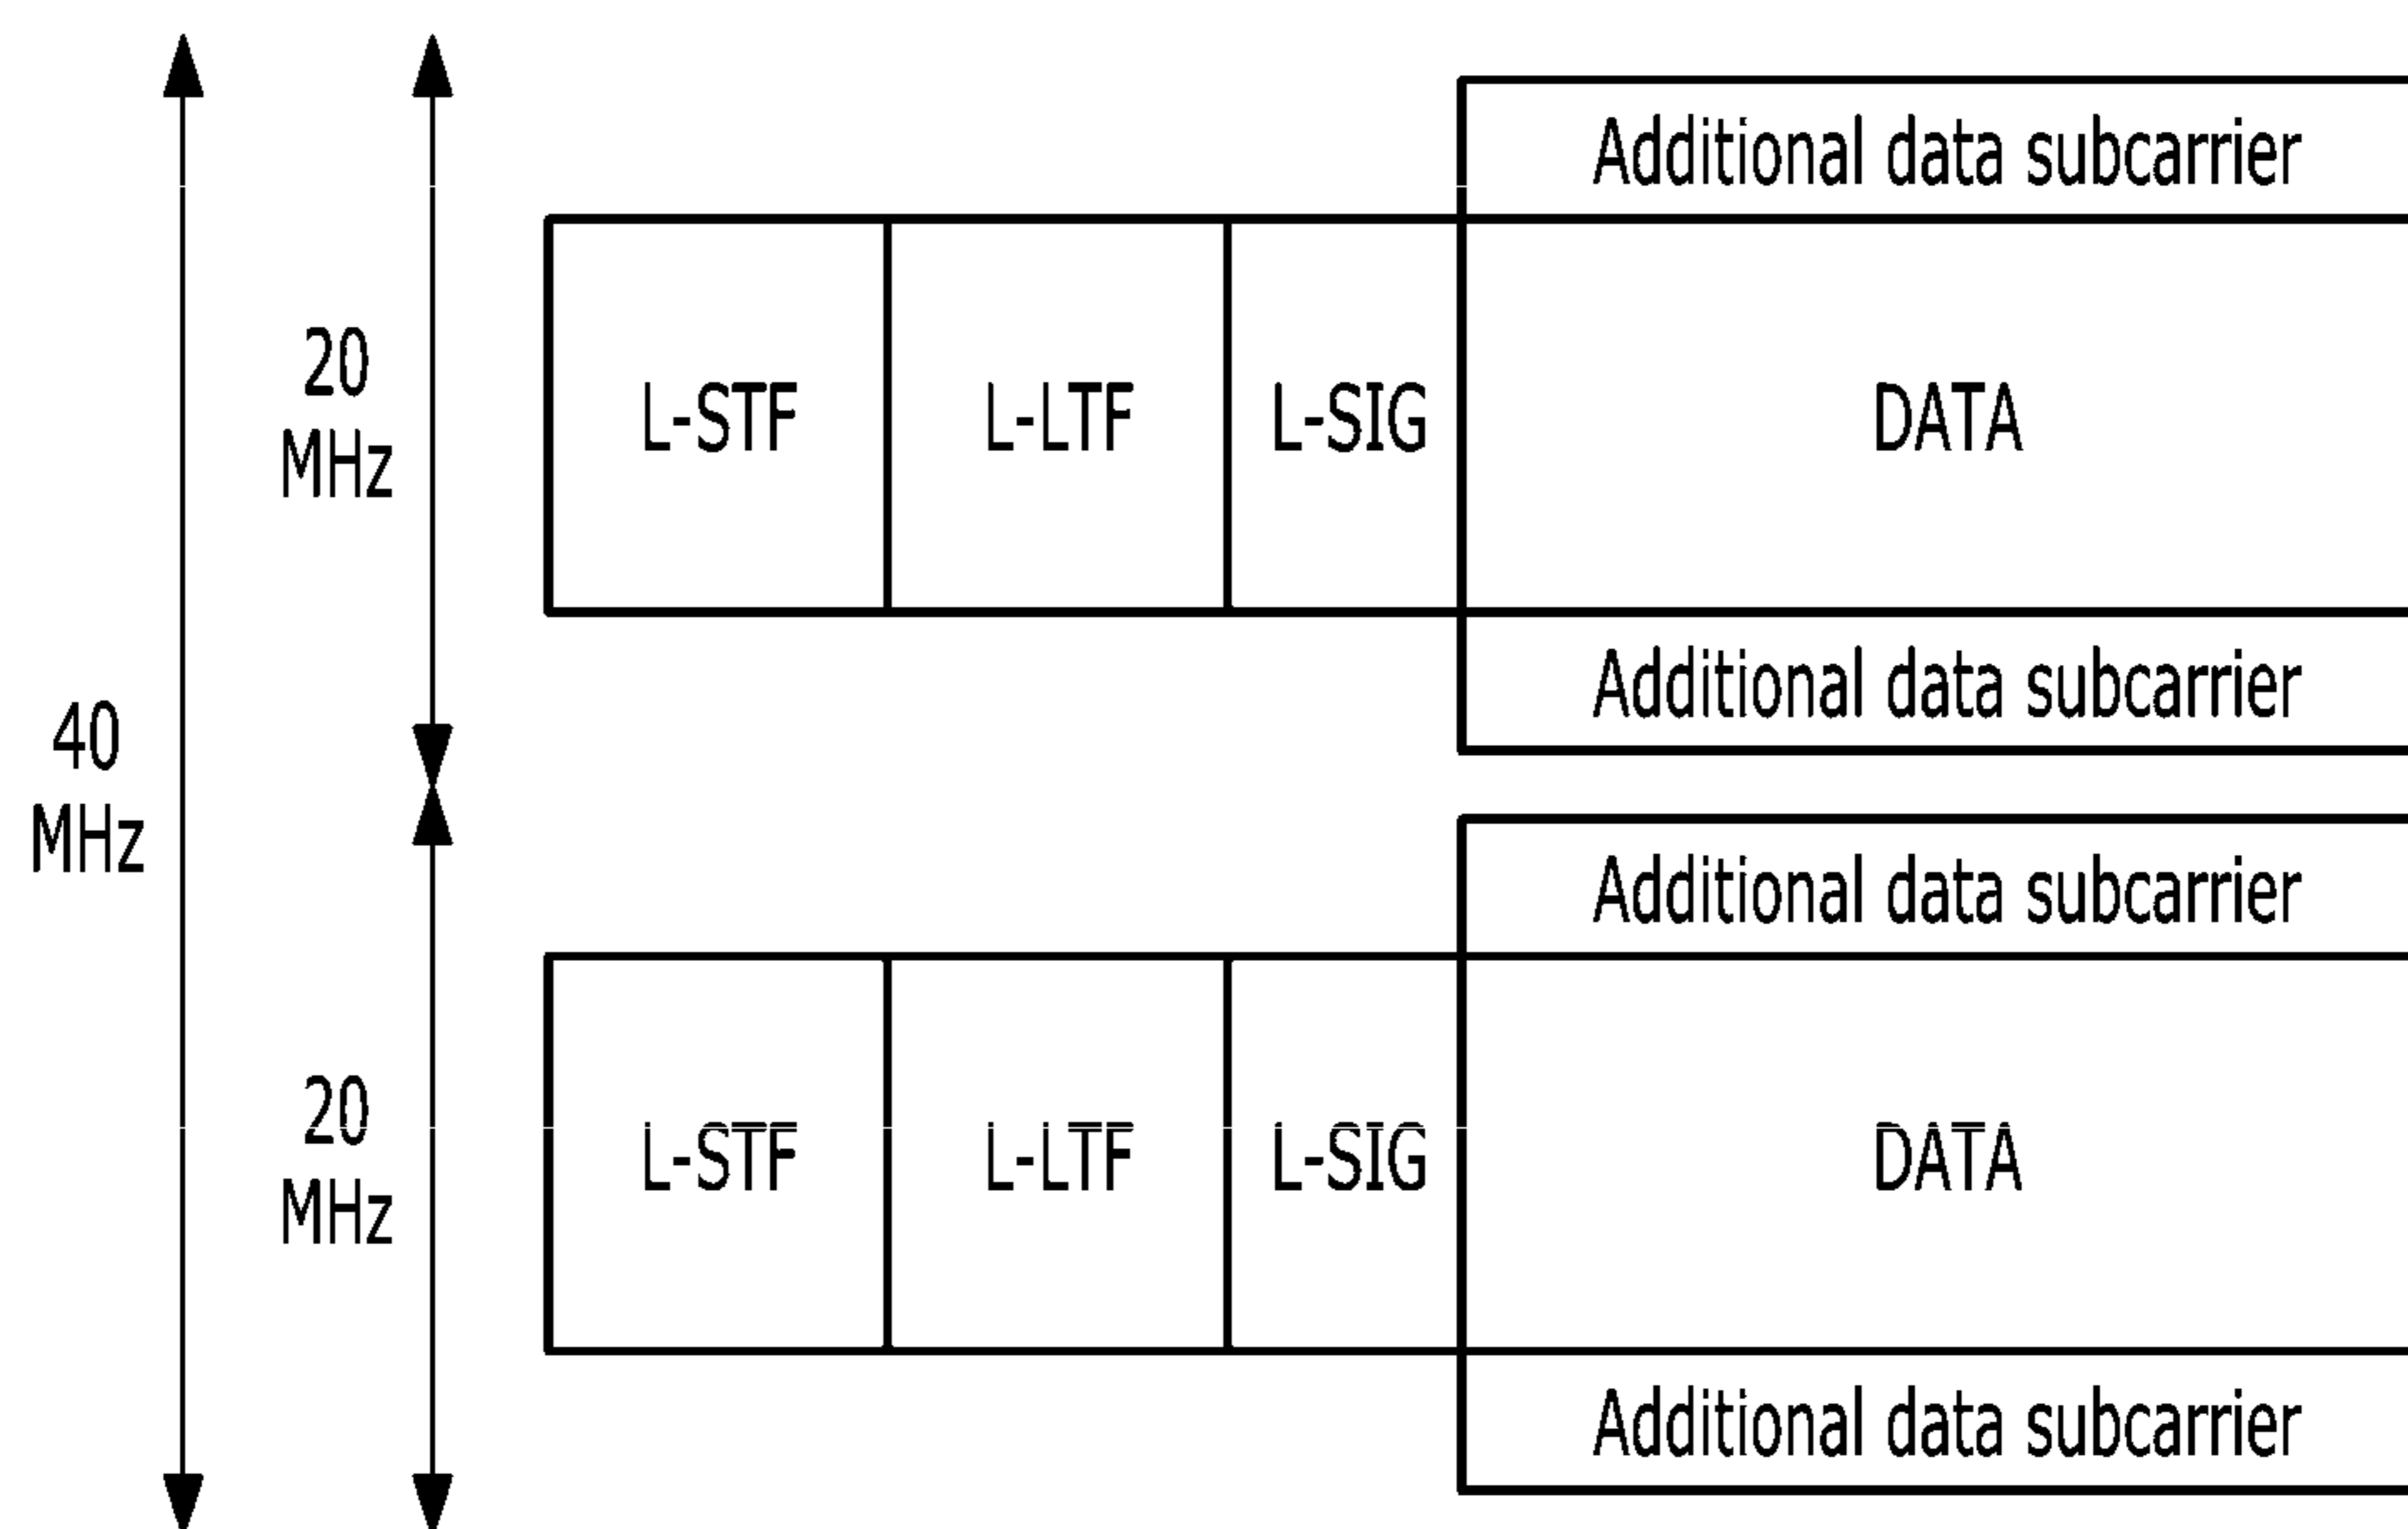 Additional data subcarrier
20
MHz
L-STF
L-LTF
L-SIG
DATA
Additional data subcarrier
40
MHz
Additional data subcarrier
20
MHz
L-STF
L-LTF
L-SIG
DATA
Additional data subcarrier